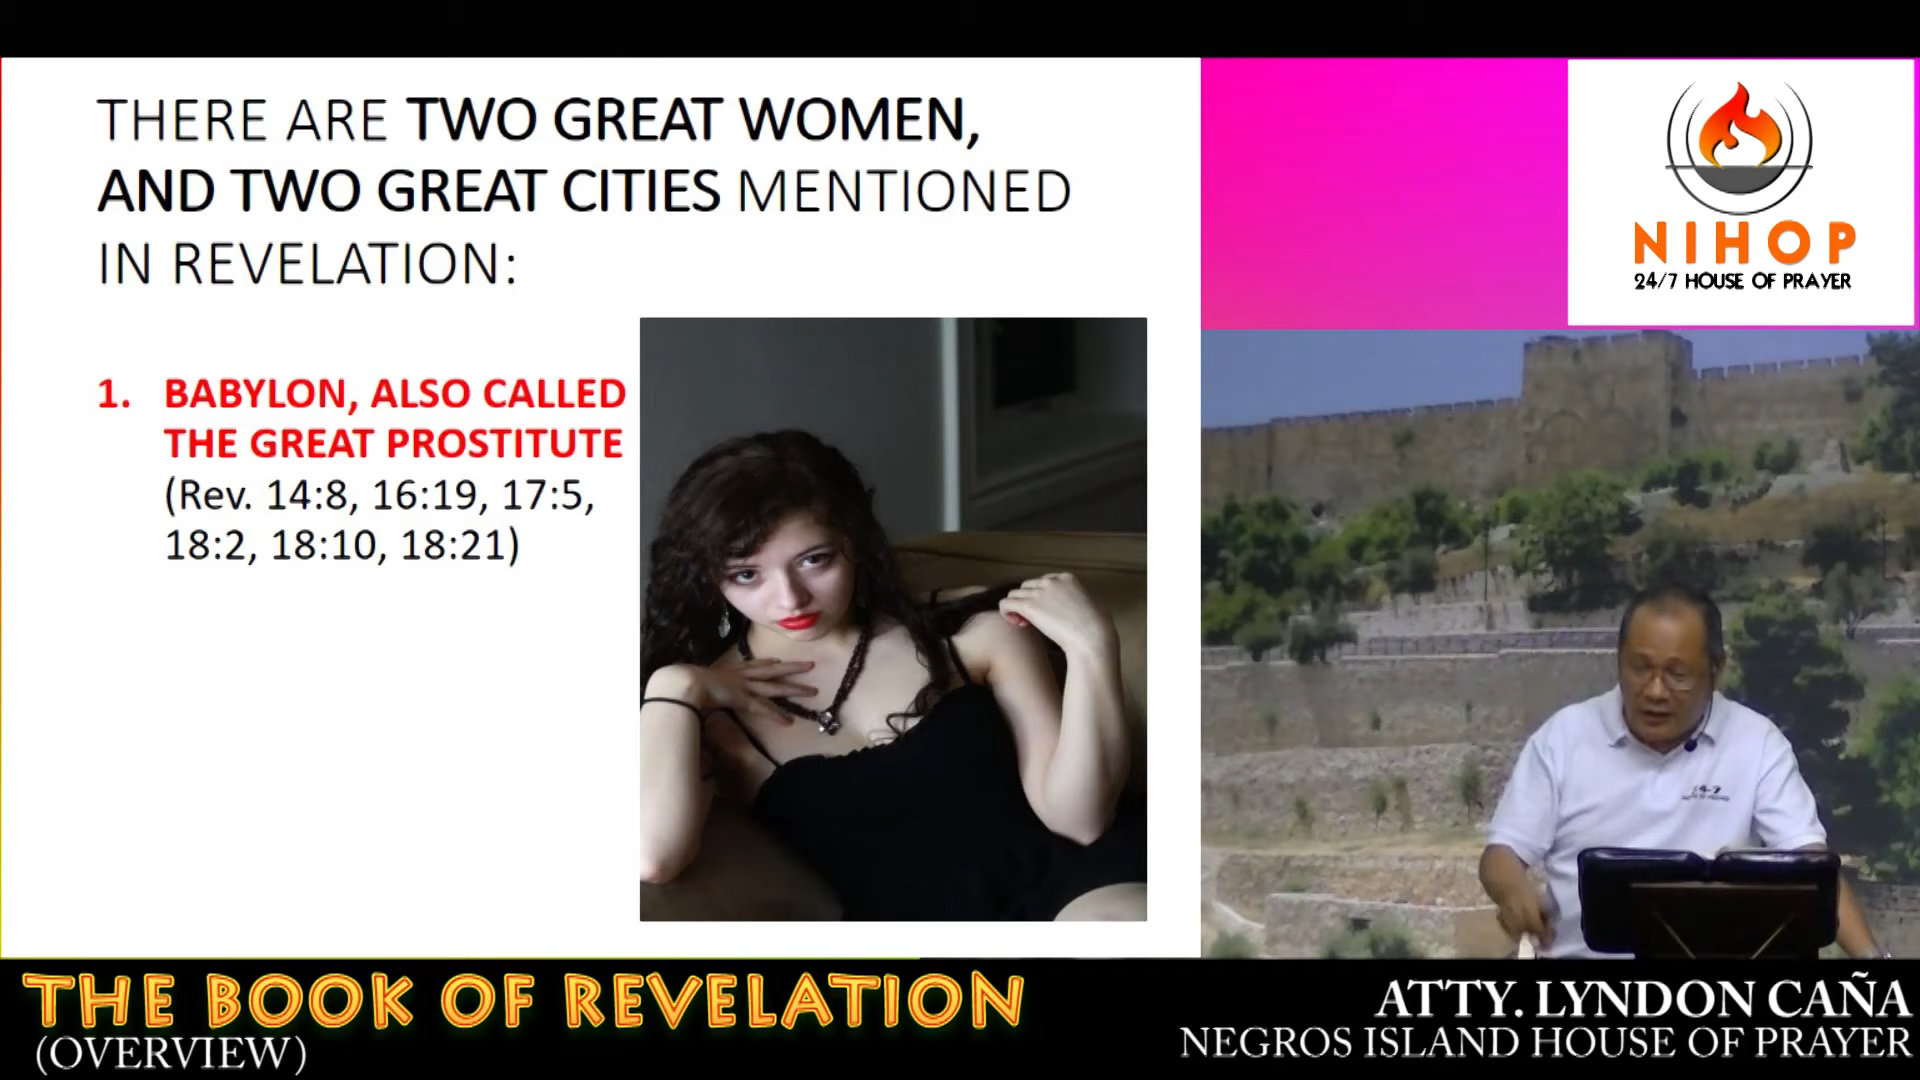 THERE ARE TWO GREAT WOMEN,
AND TWO GREAT CITIES MENTIONED
IN REVELATION:
1. BABYLON, ALSO CALLED
THE GREAT PROSTITUTE
(Rev. 14:8, 16:19, 17:5,
18:2, 18:10, 18:21)
NIHOP
24/7 HOUSE OF PRAYER
THE BOOK OF REVELATION
(OVERVIEW)
ATTY. LYNDON CAÑA
NEGROS ISLAND HOUSE OF PRAYER